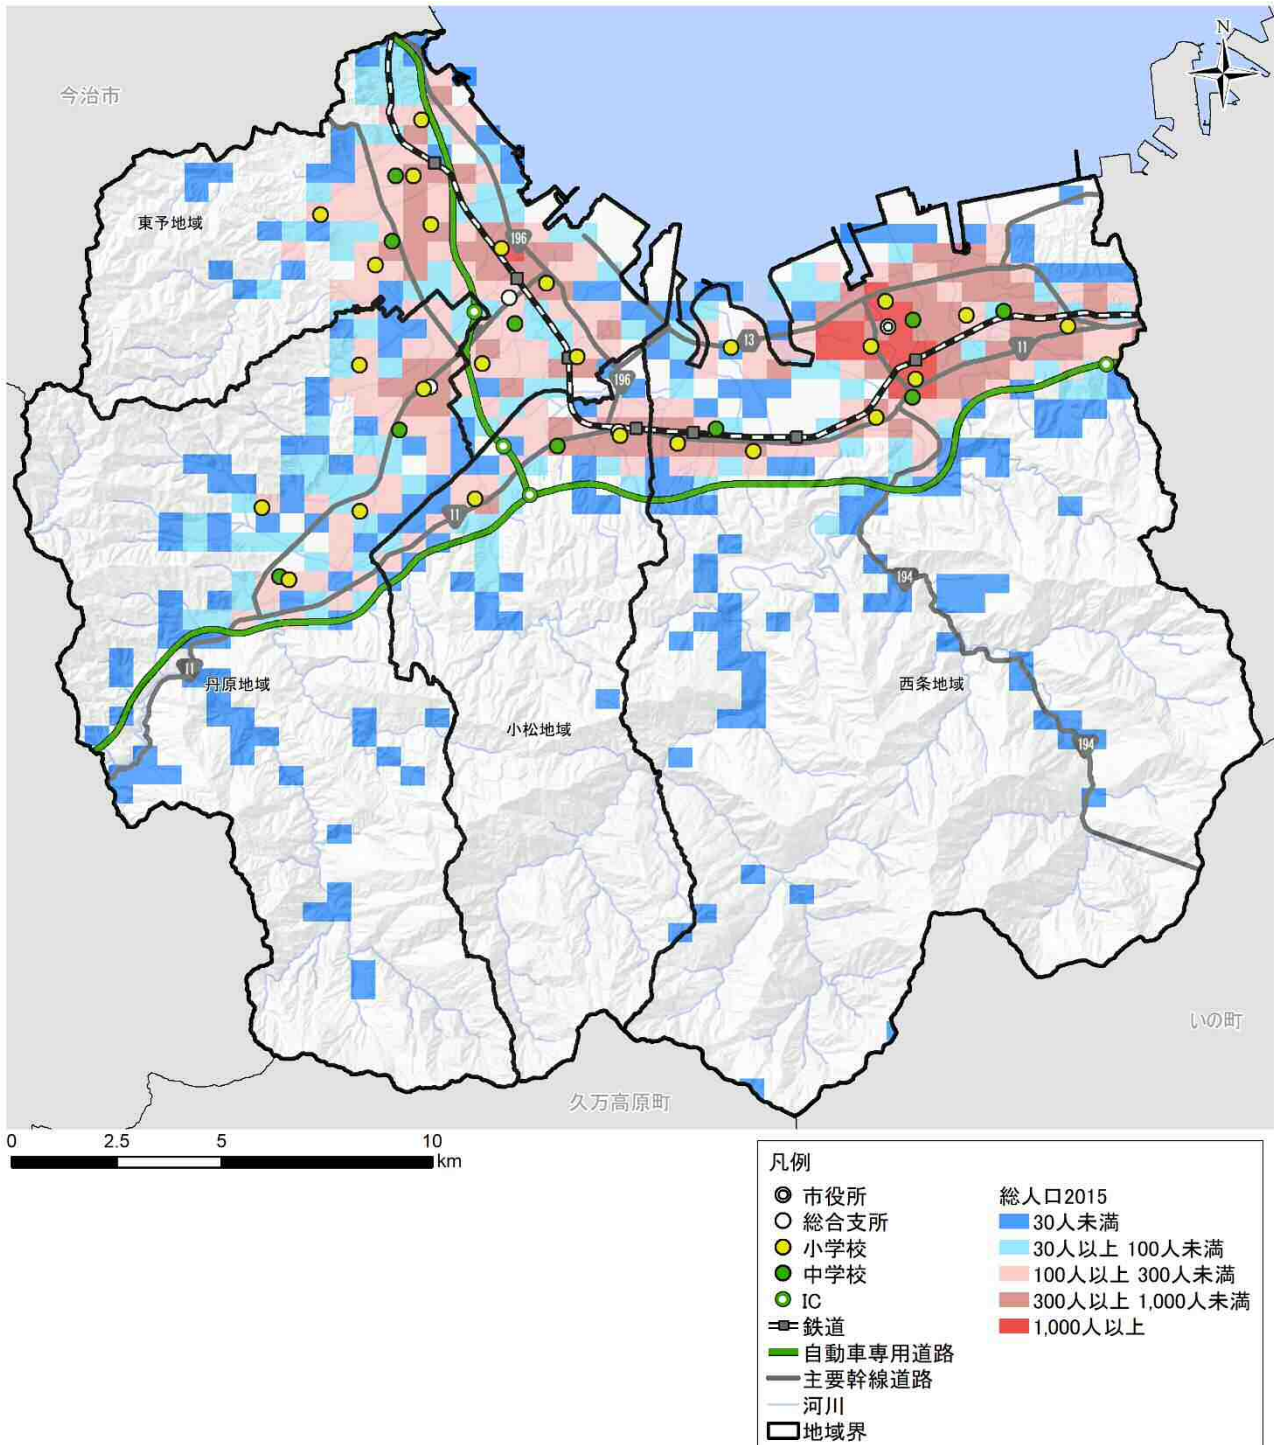 N
今治市
東予地域
196
13
11
196
11
194
11
丹原地域
西条地域
小松地域
194
いの町
久万高原町
0 2.5 5 10
km
凡例
市役所
総合支所
小学校
中学校
IC
鉄道
自動車専用道路
主要幹線道路
河川
地域界
総人口2015
30人未満
30人以上 100人未満
100人以上 300人未満
300人以上 1,000人未満
1,000人以上